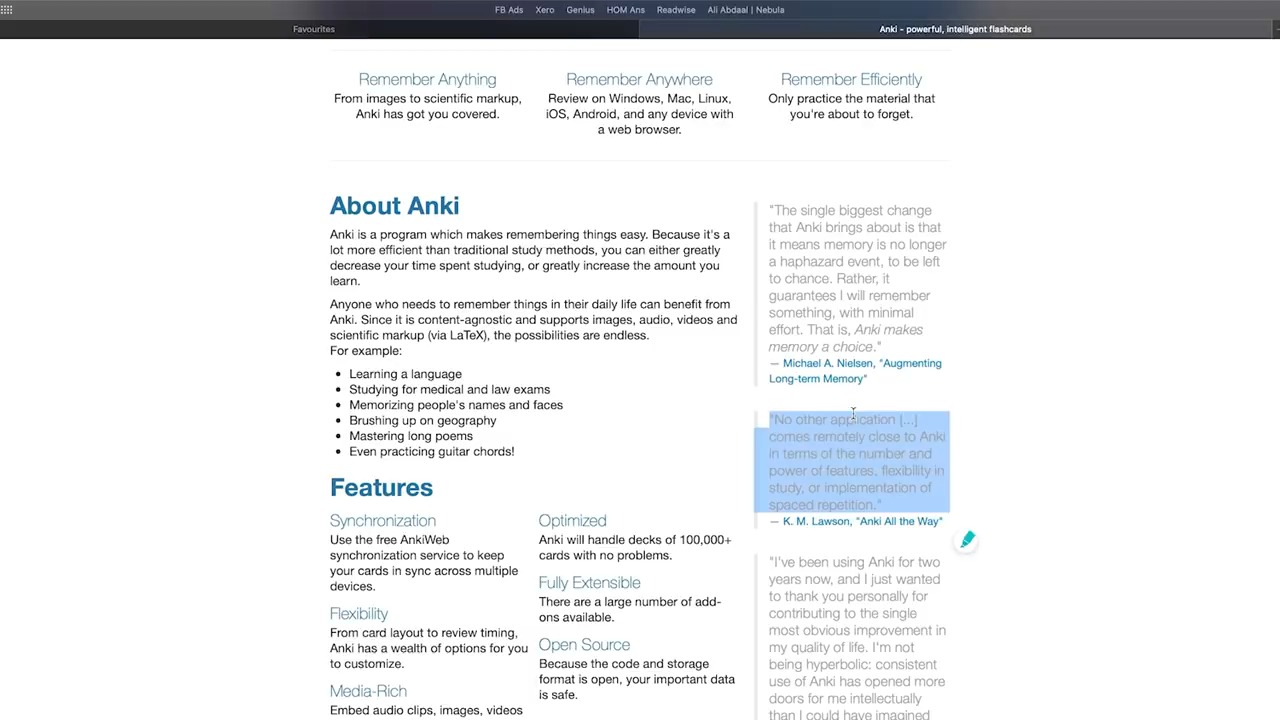 FB Ads Xero Genius HOM Ans Readwise Ali Abdaal | Nebula
Favourites
Anki - powerful, intelligent flashcards
Remember Anything
From images to scientific markup,
Anki has got you covered.
Remember Anywhere
Review on Windows, Mac, Linux,
iOS, Android, and any device with
a web browser.
Remember Efficiently
Only practice the material that
you're about to forget.
About Anki
Anki is a program which makes remembering things easy. Because it's a
lot more efficient than traditional study methods, you can either greatly
decrease your time spent studying, or greatly increase the amount you
learn.
Anyone who needs to remember things in their daily life can benefit from
Anki. Since it is content-agnostic and supports images, audio, videos and
scientific markup (via LaTeX), the possibilities are endless.
For example:
• Learning a language
• Studying for medical and law exams
• Memorizing people's names and faces
• Brushing up on geography
• Mastering long poems
• Even practicing guitar chords!
Features
Synchronization
Use the free AnkiWeb
synchronization service to keep
your cards in sync across multiple
devices.
Flexibility
From card layout to review timing,
Anki has a wealth of options for you
to customize.
Media-Rich
Embed audio clips, images, videos
Optimized
Anki will handle decks of 100,000+
cards with no problems.
Fully Extensible
There are a large number of add-
ons available.
Open Source
Because the code and storage
format is open, your important data
is safe.
"The single biggest change
that Anki brings about is that
it means memory is no longer
a haphazard event, to be left
to chance. Rather, it
guarantees I will remember
something, with minimal
effort. That is, Anki makes
memory a choice."
— Michael A. Nielsen, "Augmenting
Long-term Memory"
"No other application [...]
comes remotely close to Anki
in terms of the number and
power of features, flexibility in
study, or implementation of
spaced repetition."
— K. M. Lawson, "Anki All the Way"
"I've been using Anki for two
years now, and I just wanted
to thank you personally for
contributing to the single
most obvious improvement in
my quality of life. I'm not
being hyperbolic: consistent
use of Anki has opened more
doors for me intellectually
than I could have imagined